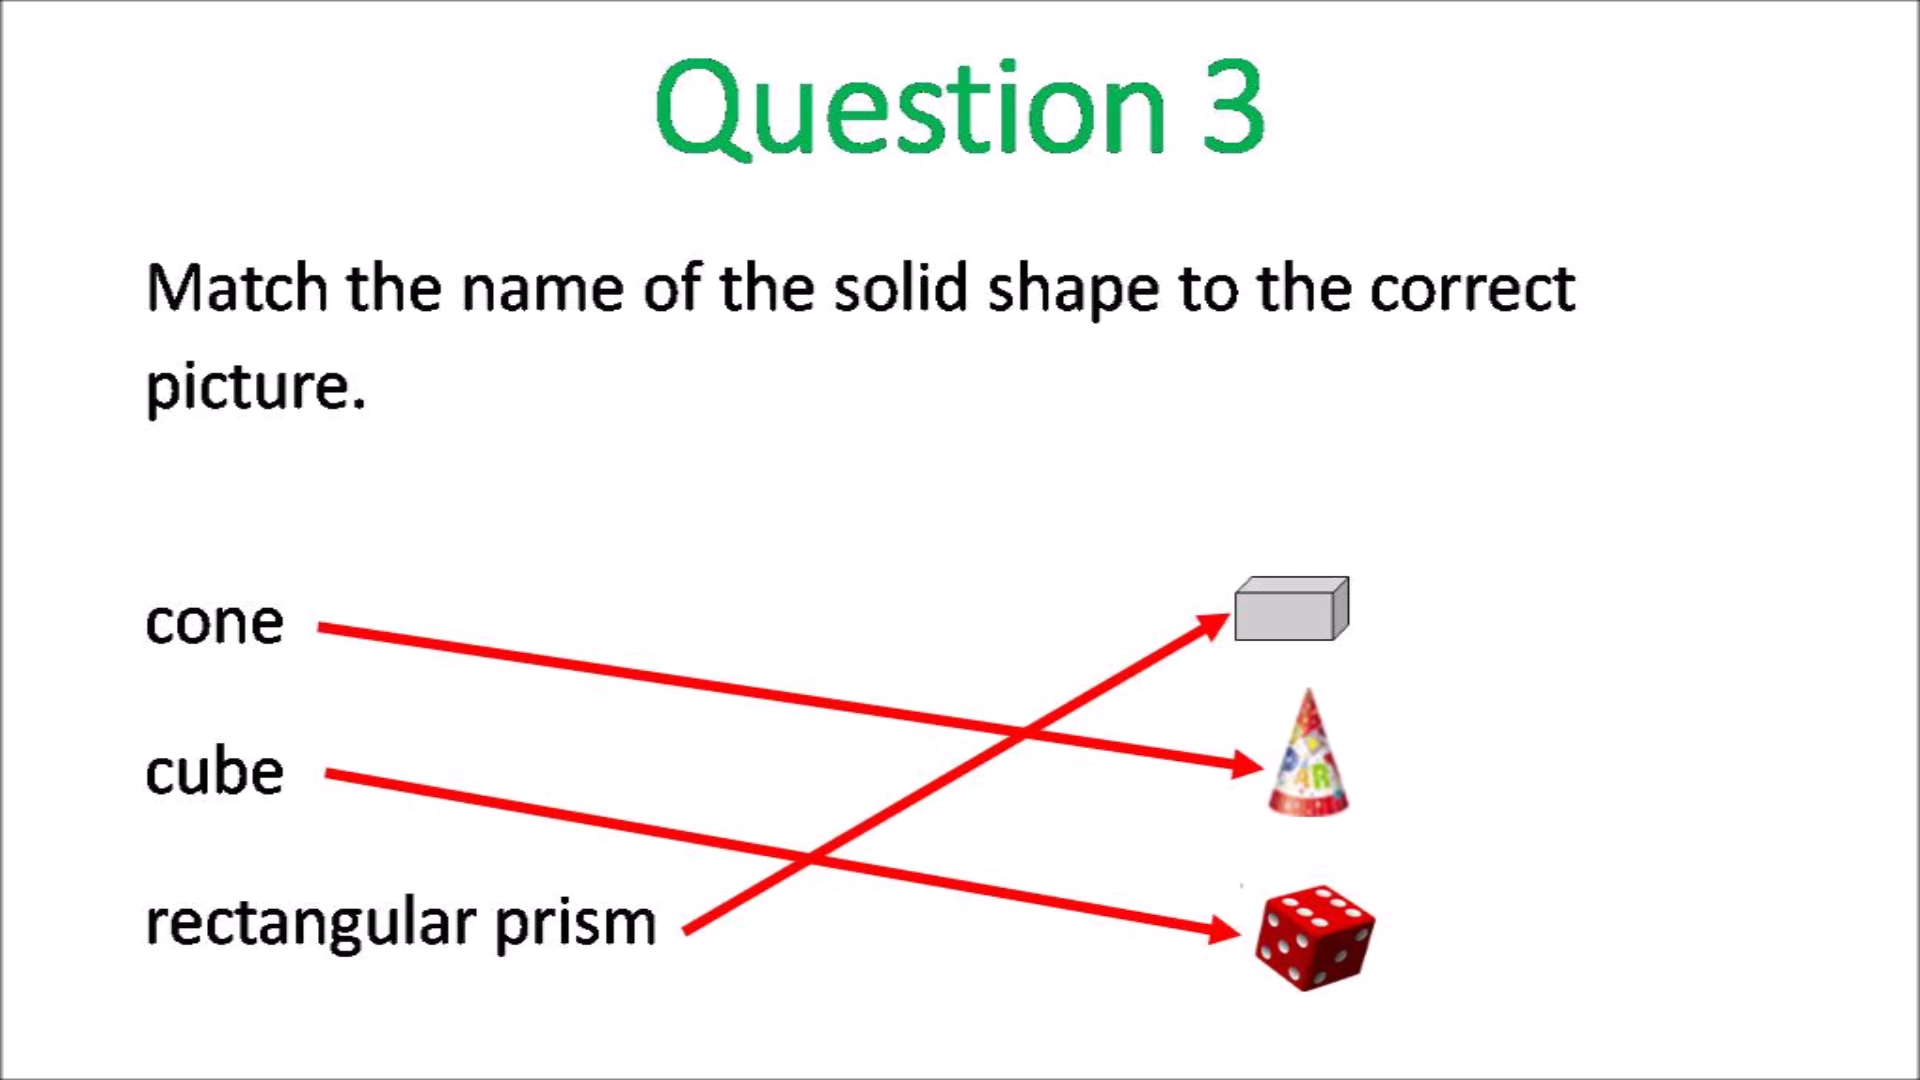 Question 3
Match the name of the solid shape to the correct
picture.
cone
cube
rectangular prism